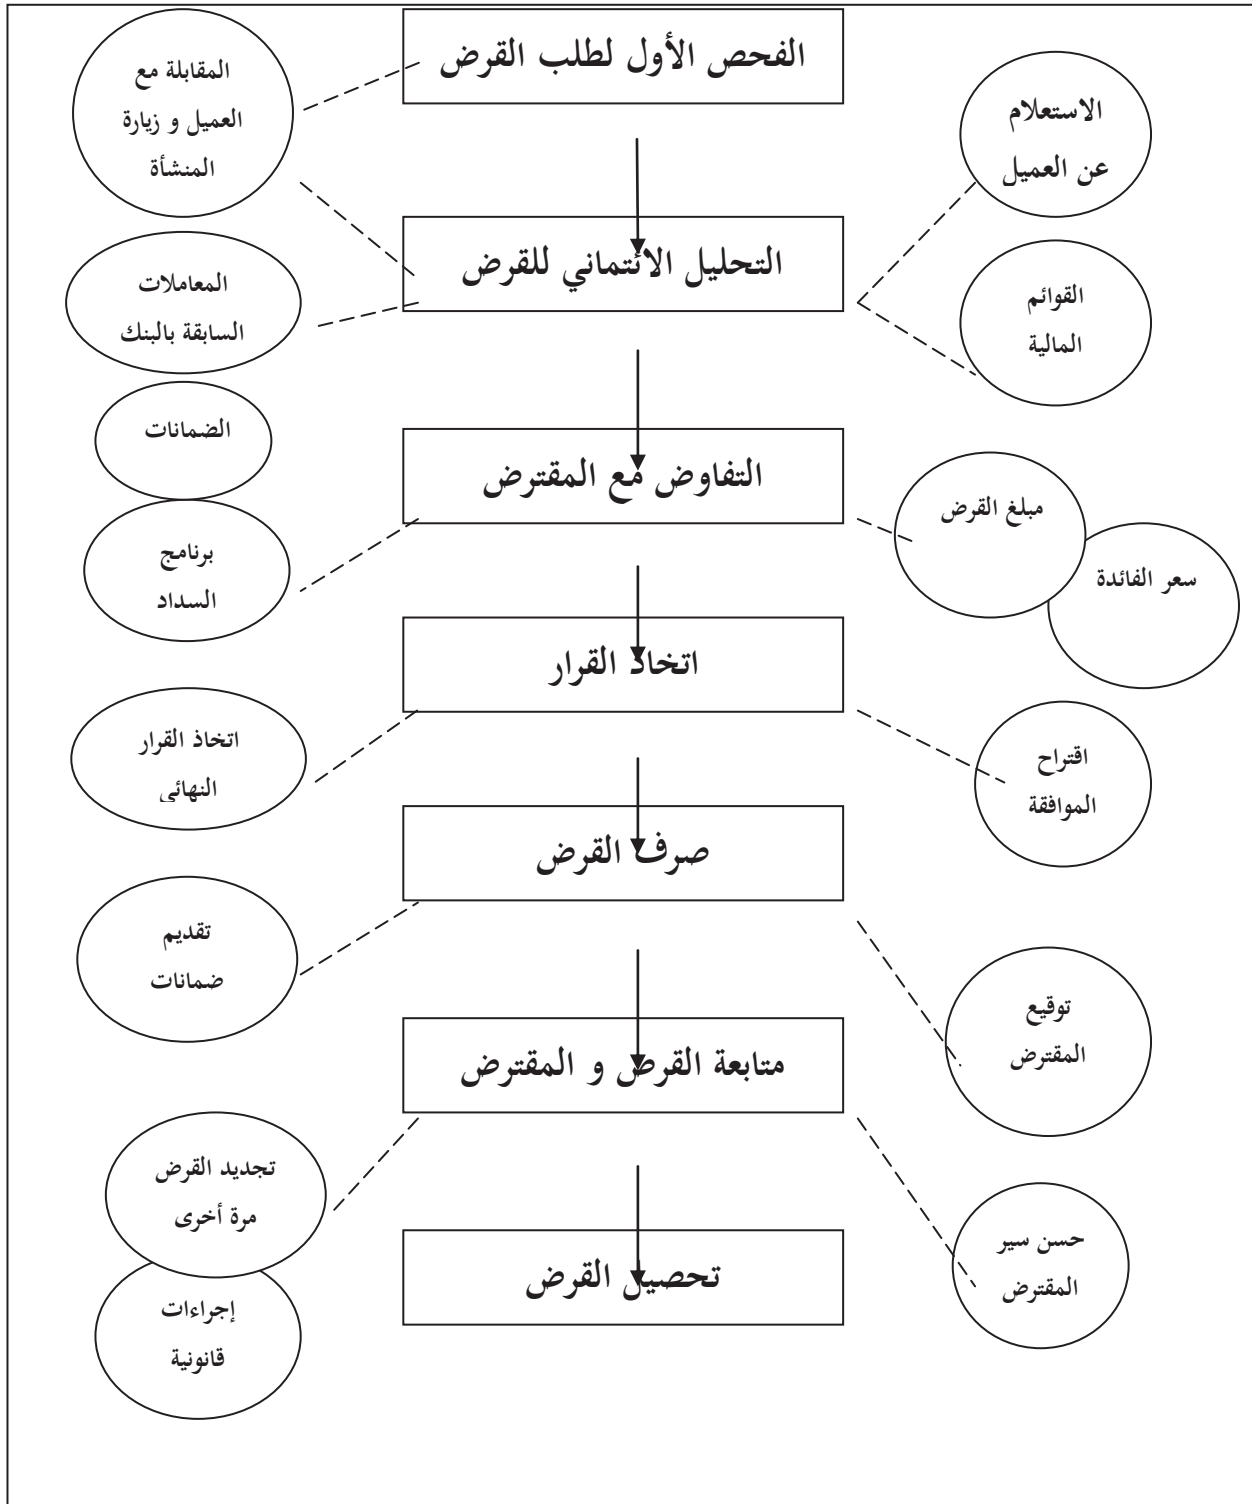 الفحص الأول لطلب القرض
المقابلة مع
العميل و زيارة
المنشأة
الاستعلام
عن العميل
التحليل الائتماني للقرض
القوائم
المالية
المعاملات
السابقة بالبنك
الضمانات
التفاوض مع المقترض
مبلغ القرض
سعر الفائدة
برنامج
السداد
اتخاذ القرار
اقتراح
الموافقة
اتخاذ القرار
النهائي
صرف القرض
تقديم
ضمانات
توقيع
المقترض
متابعة القرض و المقترض
تجديد القرض
مرة أخرى
حسن سير
المقترض
تحصيل القرض
إجراءات
قانونية